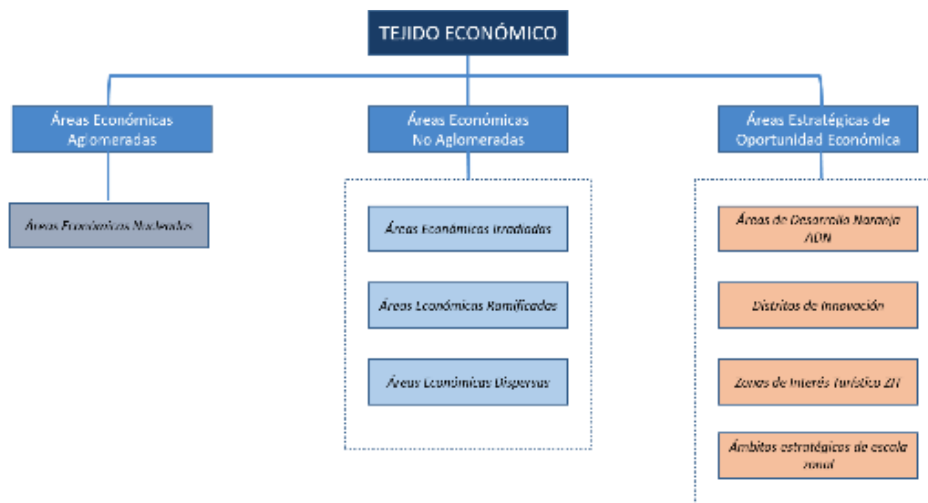 TEJIDO ECONÓMICO
Áreas Económicas
Aglomeradas
Áreas Económicas
No Aglomeradas
Áreas Estratégicas de
Oportunidad Económica
Áreas Económicas Nucleadas
Áreas Económicas Irradiadas
Áreas Económicas Ramificadas
Áreas Económicas Dispersas
Áreas de Desarrollo Naranja
ADN
Distritos de Innovación
Zonas de Interés Turístico ZIT
Ámbitos estratégicos de escala
zonal